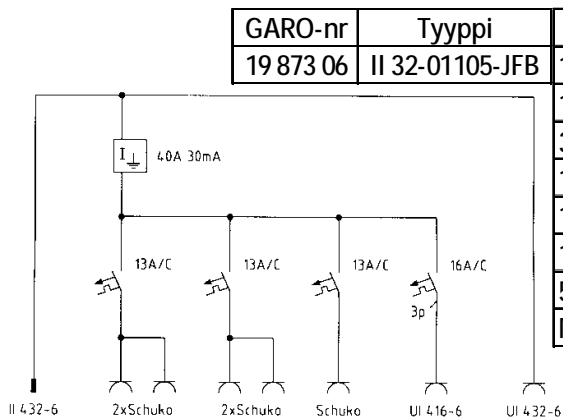 GARO-nr Tyyppi
19 873 06 II 32-01105-JFB
I 40A 30mA
13A/C 13A/C 13A/C 16A/C
3p
II 432-6 2xSchuko 2xSchuko Schuko UI 416-6 UI 432-6